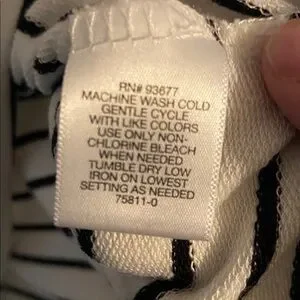 RN# 93677
MACHINE WASH COLD
GENTLE CYCLE
WITH LIKE COLORS
USE ONLY NON-
CHLORINE BLEACH
WHEN NEEDED
TUMBLE DRY LOW
IRON ON LOWEST
SETTING AS NEEDED
75811-0